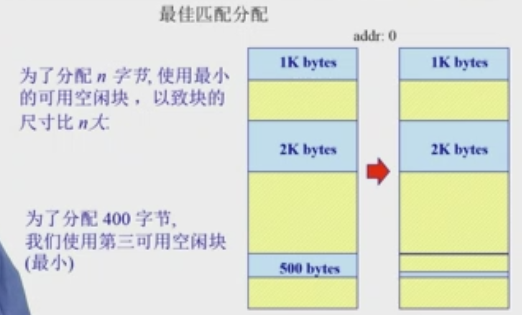 最佳匹配分配
addr: 0
为了分配 n 字节, 使用最小
的可用空闲块，以致块的
尺寸比 n大.
1K bytes
2K bytes
500 bytes
1K bytes
2K bytes
为了分配 400 字节,
我们使用第三可用空闲块
(最小)